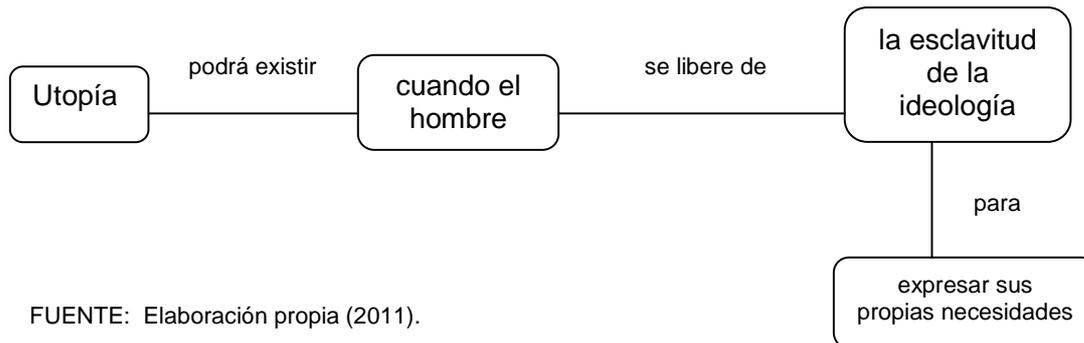 Utopía
podrá existir
cuando el
hombre
se libere de
la esclavitud
de la
ideología
para
expresar sus
propias necesidades
FUENTE: Elaboración propia (2011).